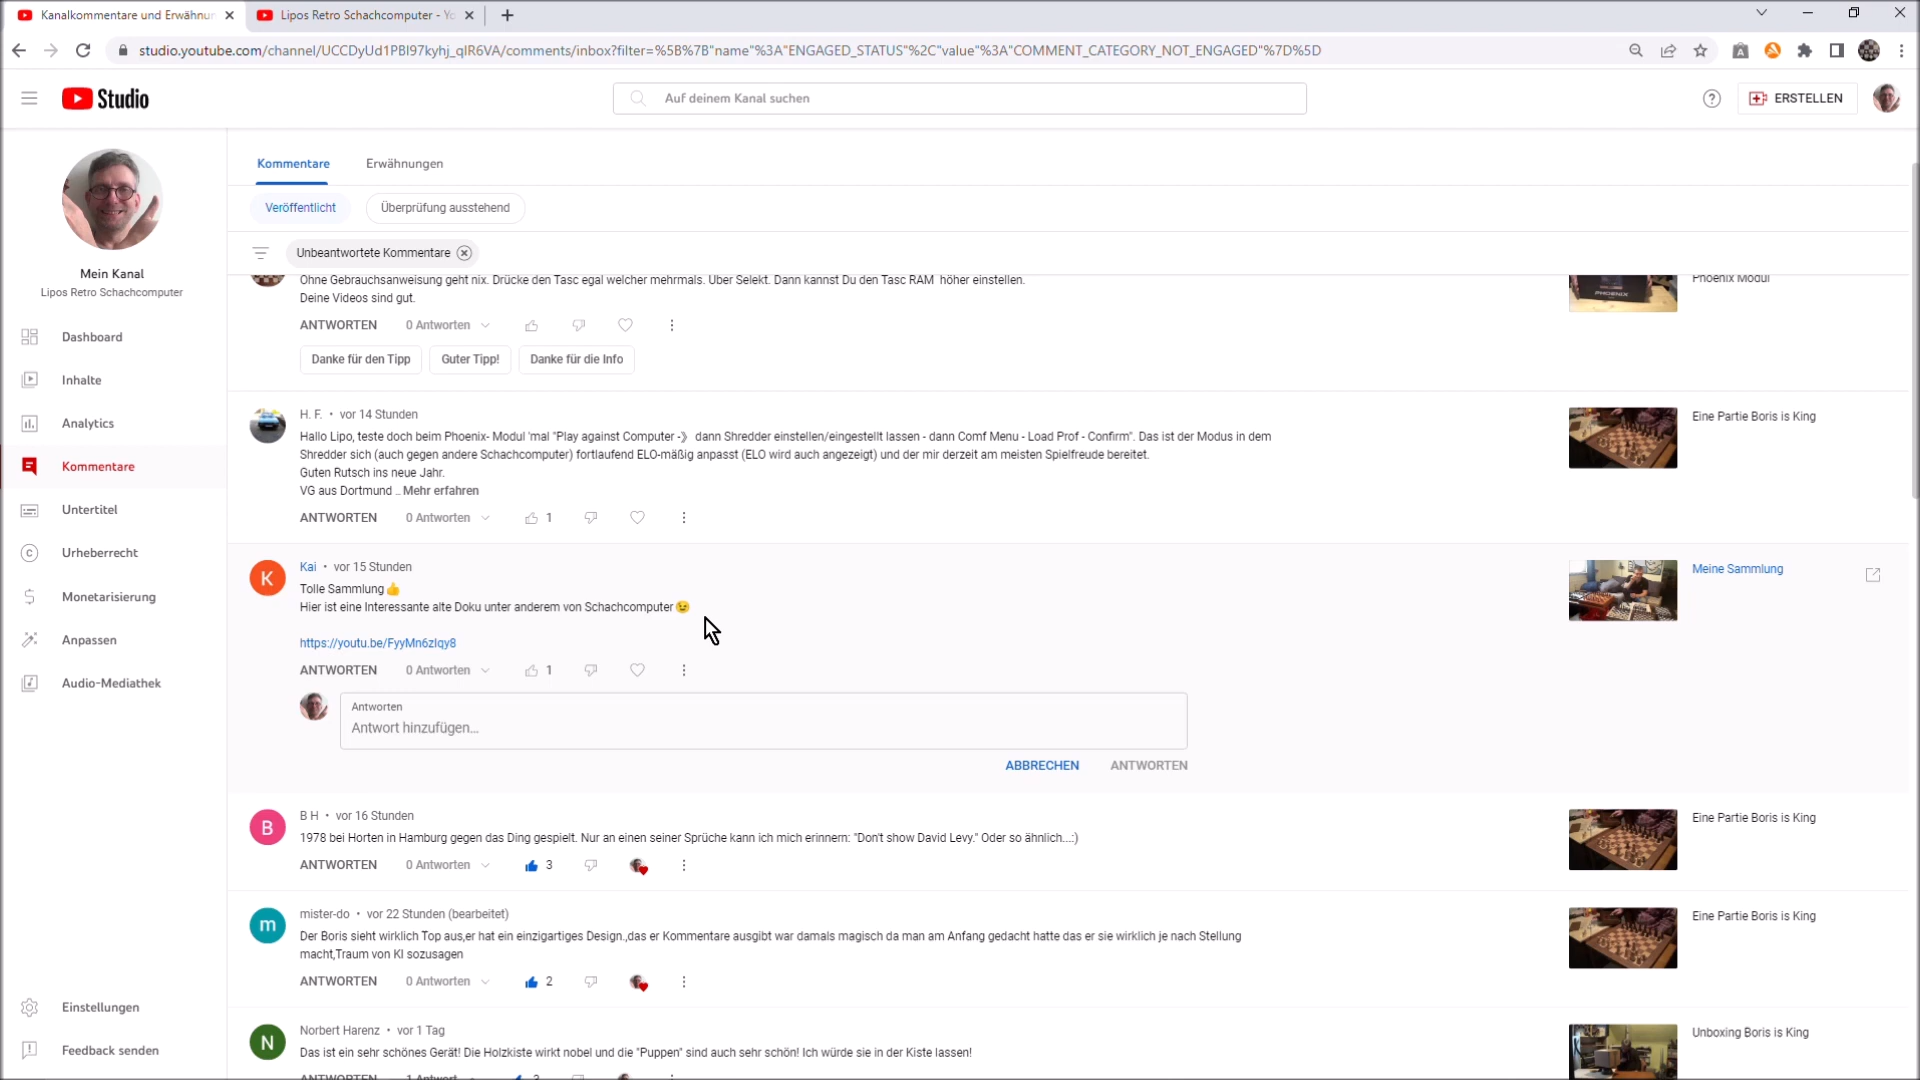 Kanalkommentare und Erwähnun
Lipos Retro Schachcomputer - Yo
studio.youtube.com/channel/UCCDyUd1PBI97kyhj_qIR6VA/comments/inbox?filter=%5B%7B"name"%3A"ENGAGED_STATUS"%2C"value"%3A"COMMENT_CATEGORY_NOT_ENGAGED"%7D%5D
Studio
Auf deinem Kanal suchen
ERSTELLEN
Mein Kanal
Lipos Retro Schachcomputer
Dashboard
Inhalte
Analytics
Kommentare
Untertitel
Urheberrecht
Monetarisierung
Anpassen
Audio-Mediathek
Einstellungen
Feedback senden
Kommentare
Erwähnungen
Veröffentlicht
Überprüfung ausstehend
Unbeantwortete Kommentare
Ohne Gebrauchsanweisung geht nix. Drücke den Tasc egal welcher mehrmals. Über Selekt. Dann kannst Du den Tasc RAM höher einstellen.
Deine Videos sind gut.
ANTWORTEN 0 Antworten
Danke für den Tipp Guter Tipp! Danke für die Info
PHOENIX
Phoenix Modul
H. F. • vor 14 Stunden
Hallo Lipo, teste doch beim Phoenix- Modul 'mal "Play against Computer -》 dann Shredder einstellen/eingestellt lassen - dann Comf Menu - Load Prof - Confirm". Das ist der Modus in dem
Shredder sich (auch gegen andere Schachcomputer) fortlaufend ELO-mäßig anpasst (ELO wird auch angezeigt) und der mir derzeit am meisten Spielfreude bereitet.
Guten Rutsch ins neue Jahr.
VG aus Dortmund ... Mehr erfahren
ANTWORTEN 0 Antworten 1
Eine Partie Boris is King
K
Kai • vor 15 Stunden
Tolle Sammlung👍
Hier ist eine Interessante alte Doku unter anderem von Schachcomputer😉
https://youtu.be/FyyMn6zIqy8
ANTWORTEN 0 Antworten 1
Meine Sammlung
Antworten
Antwort hinzufügen...
ABBRECHEN ANTWORTEN
B
B H • vor 16 Stunden
1978 bei Horten in Hamburg gegen das Ding gespielt. Nur an einen seiner Sprüche kann ich mich erinnern: "Don't show David Levy." Oder so ähnlich...:)
ANTWORTEN 0 Antworten 3
Eine Partie Boris is King
m
mister-do • vor 22 Stunden (bearbeitet)
Der Boris sieht wirklich Top aus,er hat ein einzigartiges Design.,das er Kommentare ausgibt war damals magisch da man am Anfang gedacht hatte das er sie wirklich je nach Stellung
macht,Traum von KI sozusagen
ANTWORTEN 0 Antworten 2
Eine Partie Boris is King
N
Norbert Harenz • vor 1 Tag
Das ist ein sehr schönes Gerät! Die Holzkiste wirkt nobel und die "Puppen" sind auch sehr schön! Ich würde sie in der Kiste lassen!
ANTWORTEN 1 Antwort 3
Unboxing Boris is King